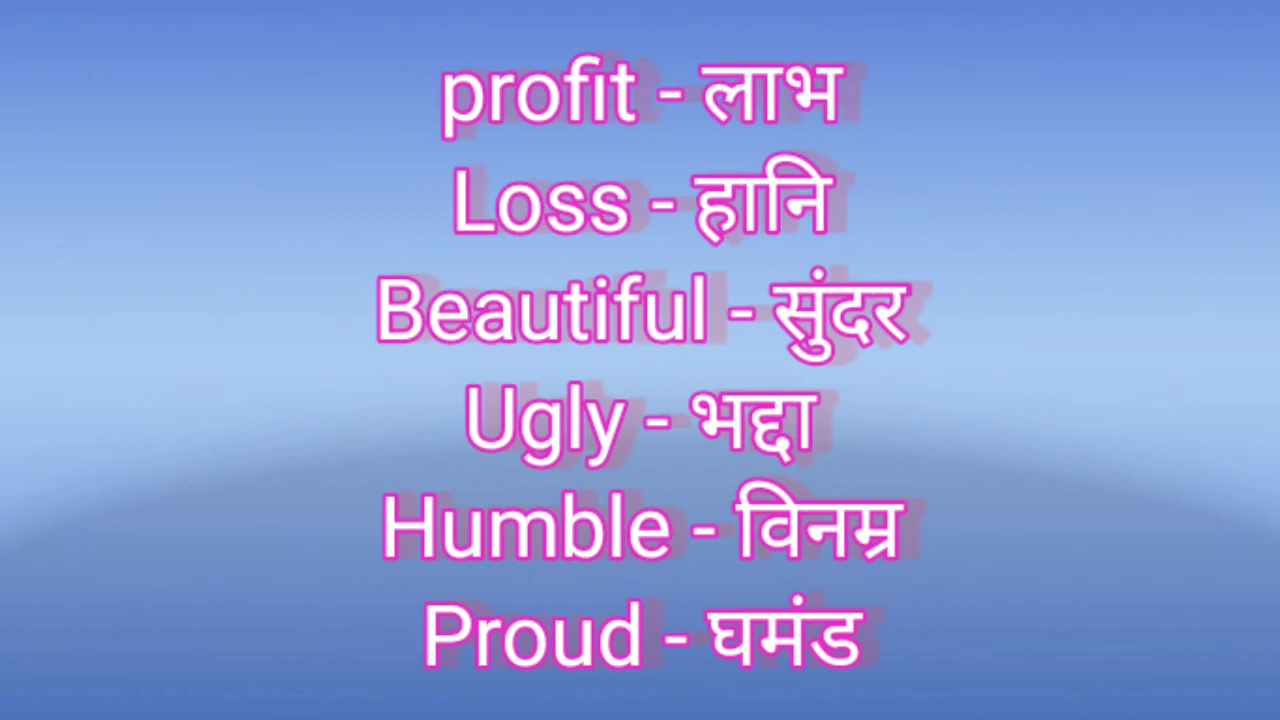 profit - लाभ
Loss - हानि
Beautiful - सुंदर
Ugly - भद्दा
Humble - विनम्र
Proud - घमंड